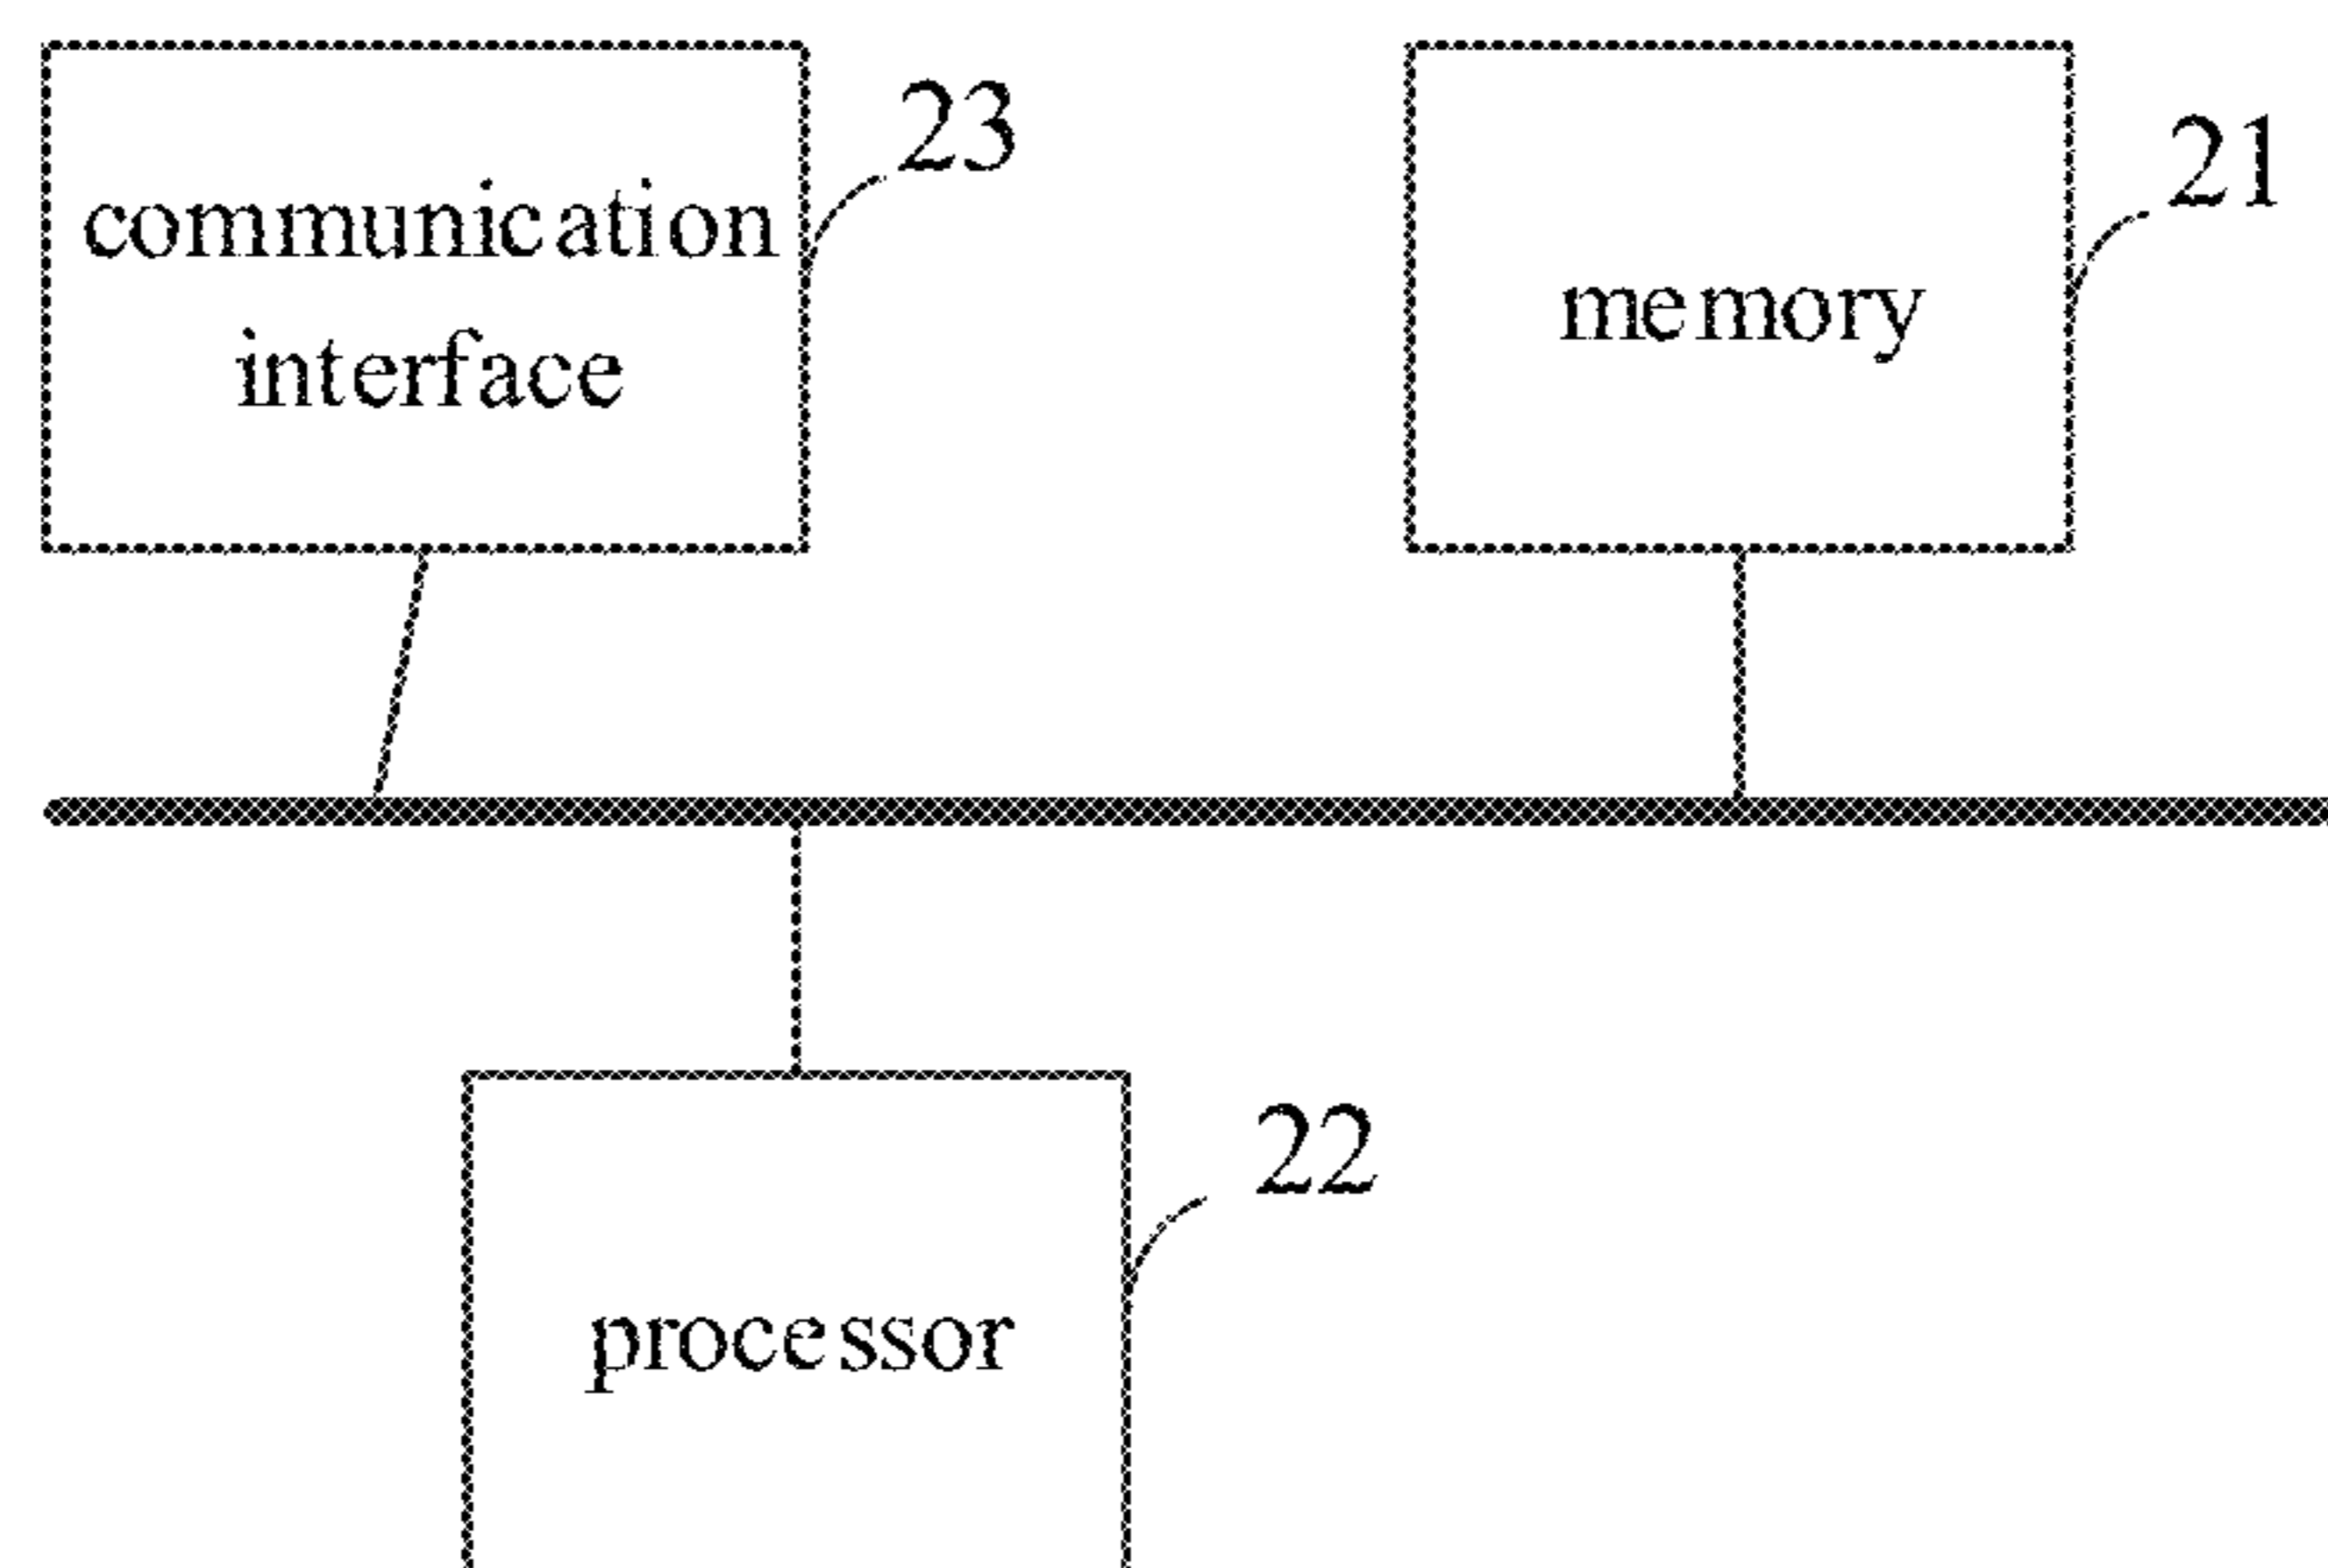 23
communication
interface
21
memory
22
processor